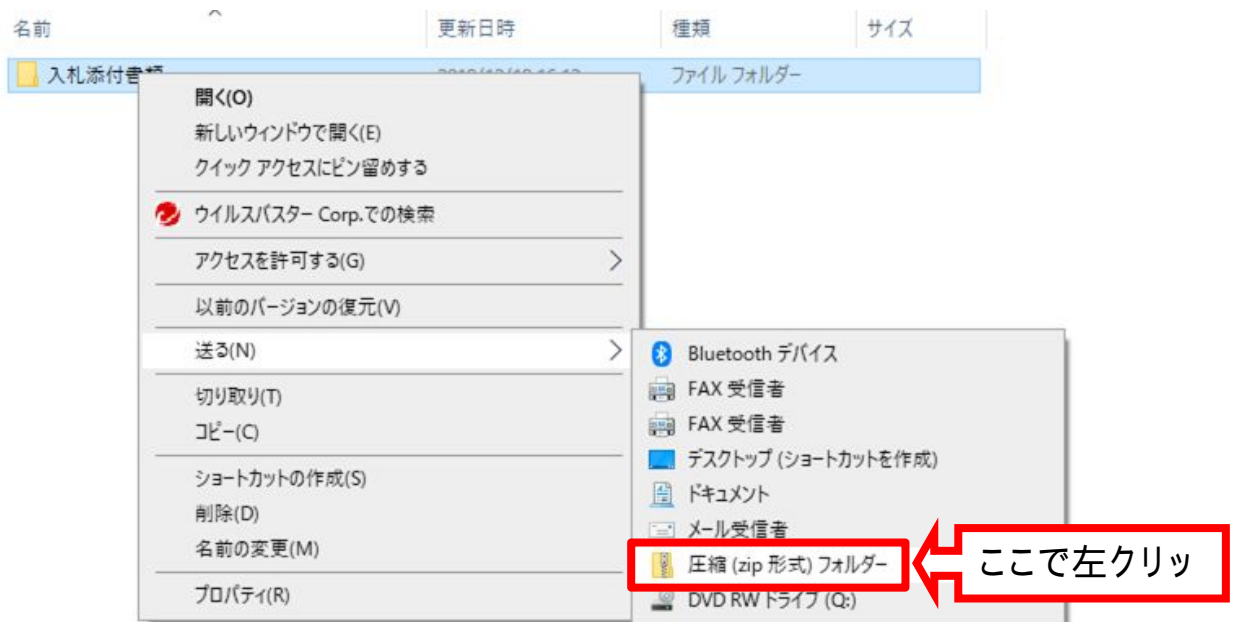 名前 更新日時 種類 サイズ
入札添付書類 ファイル フォルダー
開く(O)
新しいウィンドウで開く(E)
クイック アクセスにピン留めする
ウイルスバスター Corp.での検索
アクセスを許可する(G)
以前のバージョンの復元(V)
送る(N)
切り取り(T)
コピー(C)
ショートカットの作成(S)
削除(D)
名前の変更(M)
プロパティ(R)
Bluetooth デバイス
FAX 受信者
FAX 受信者
デスクトップ (ショートカットを作成)
ドキュメント
メール受信者
圧縮 (zip 形式) フォルダー
DVD RW ドライブ (Q:)
ここで左クリッ